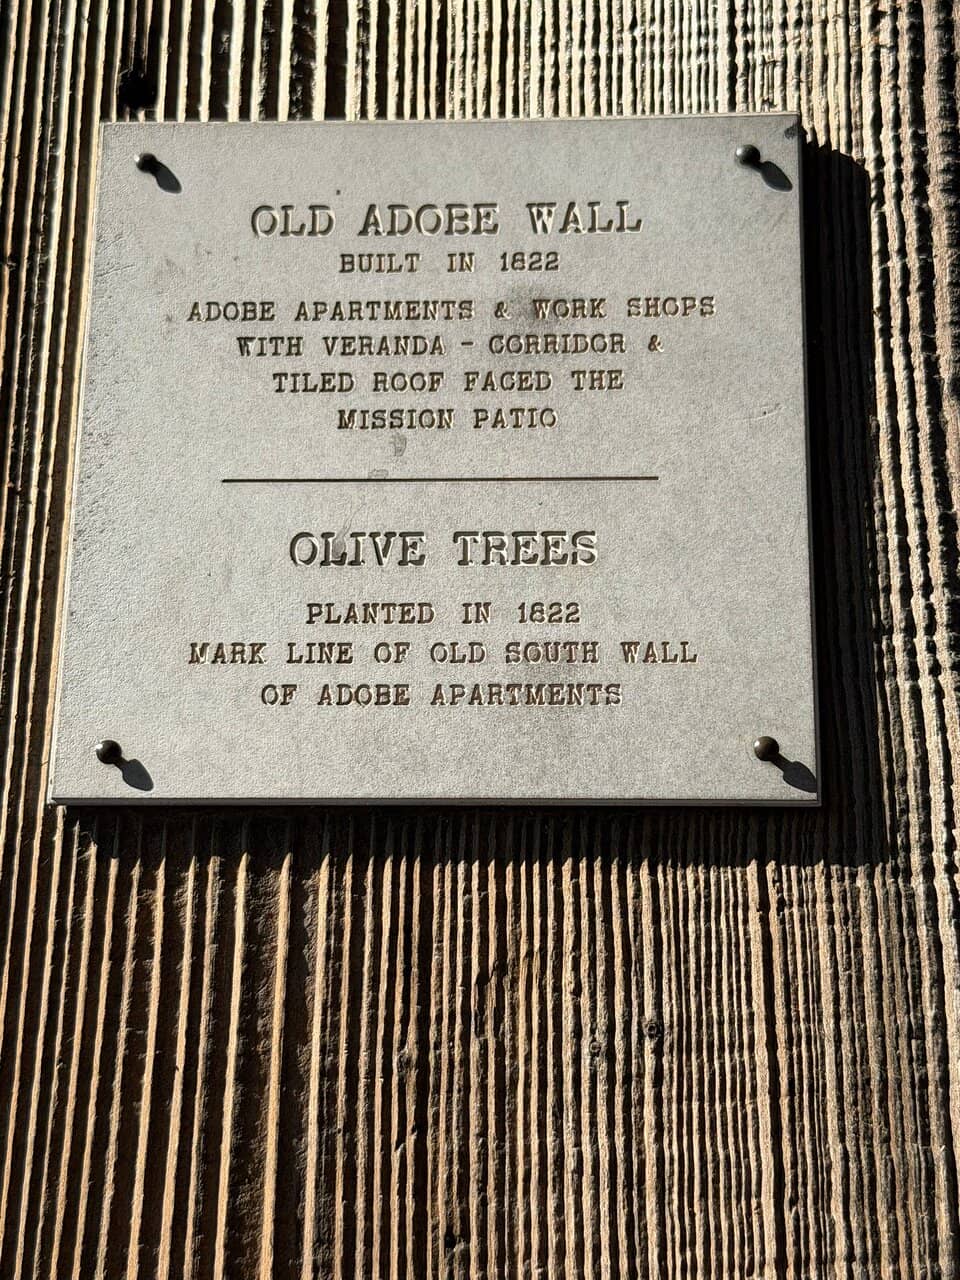 OLD ADOBE WALL
BUILT IN 1822
ADOBE APARTMENTS & WORK SHOPS
WITH VERANDA - CORRIDOR &
TILED ROOF FACED THE
MISSION PATIO
OLIVE TREES
PLANTED IN 1822
MARK LINE OF OLD SOUTH WALL
OF ADOBE APARTMENTS